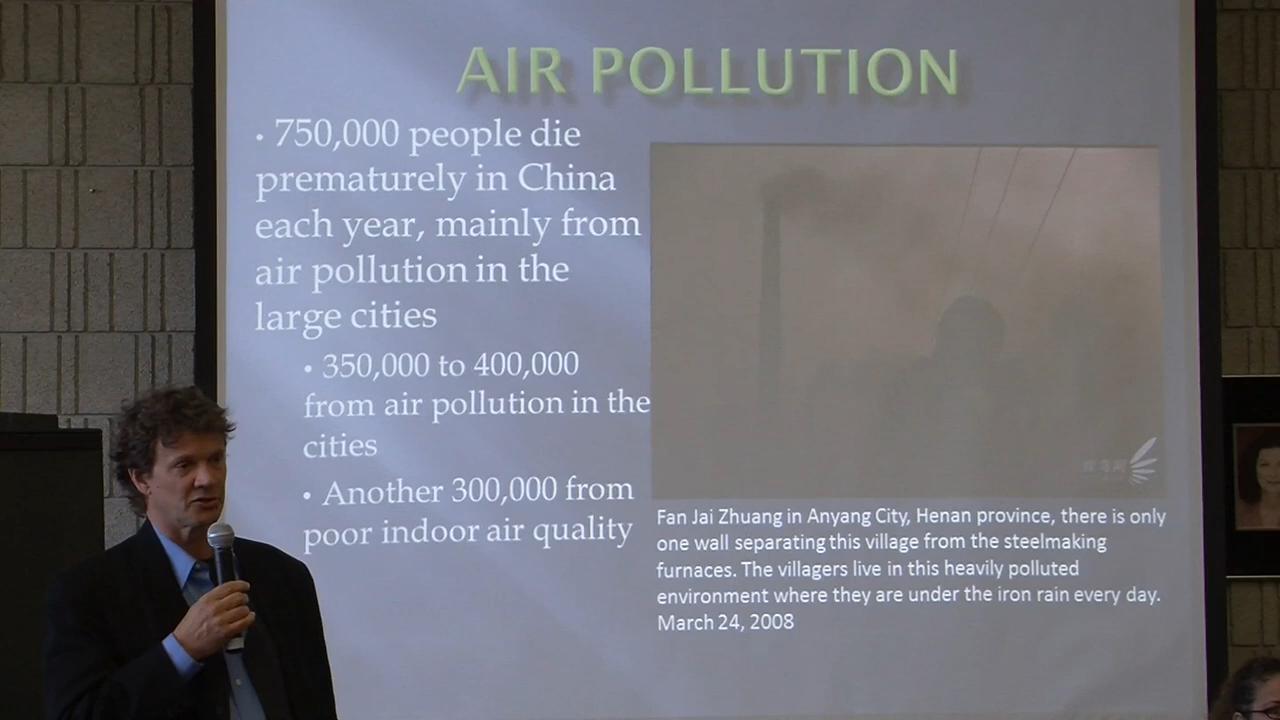 AIR POLLUTION
• 750,000 people die
prematurely in China
each year, mainly from
air pollution in the
large cities
• 350,000 to 400,000
from air pollution in the
cities
• Another 300,000 from
poor indoor air quality
Fan Jai Zhuang in Anyang City, Henan province, there is only
one wall separating this village from the steelmaking
furnaces. The villagers live in this heavily polluted
environment where they are under the iron rain every day.
March 24, 2008